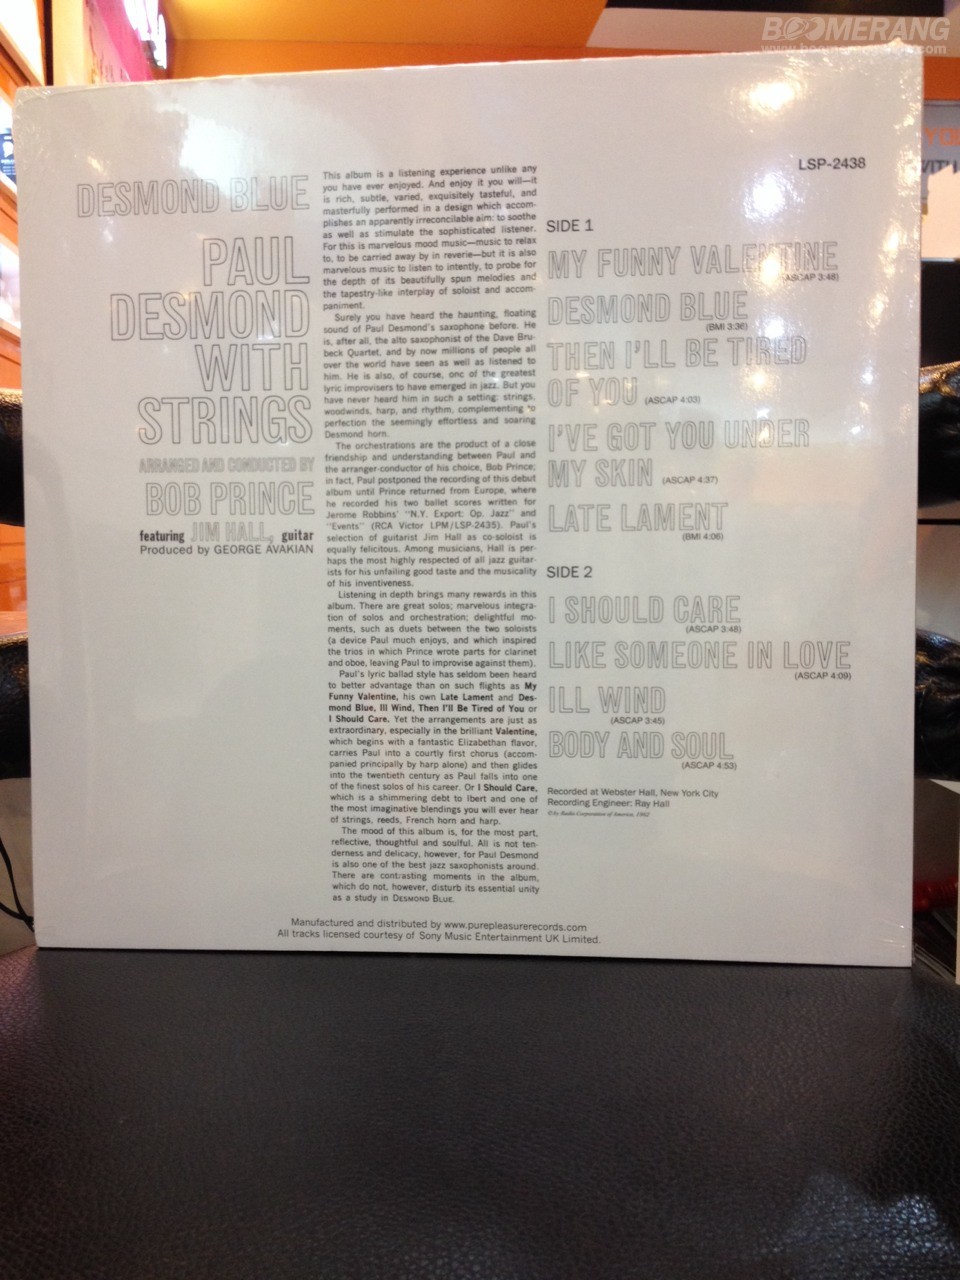 BOOMERANG
LSP-2438
DESMOND BLUE
PAUL
DESMOND
WITH
STRINGS
ARRANGED AND CONDUCTED BY
BOB PRINCE
featuring JIM HALL, guitar
Produced by GEORGE AVAKIAN
This album is a listening experience unlike any
you have ever enjoyed. And enjoy it you will—it
is rich, subtle, varied, exquisitely tasteful, and
masterfully performed in a design which accom-
plishes an apparently irreconcilable aim: to soothe
as well as stimulate the sophisticated listener.
For this is marvelous mood music—music to relax
to, to be carried away by in reverie—but it is also
marvelous music to listen to intently, to probe for
the depth of its beautifully spun melodies and
the tapestry-like interplay of soloist and accom-
paniment.
Surely you have heard the haunting, floating
sound of Paul Desmond's saxophone before. He
is, after all, the alto saxophonist of the Dave Bru-
beck Quartet, and by now millions of people all
over the world have seen as well as listened to
him. He is also, of course, one of the greatest
lyric improvisers to have emerged in jazz. But you
have never heard him in such a setting: strings,
woodwinds, harp, and rhythm, complementing to
perfection the seemingly effortless and soaring
Desmond horn.
The orchestrations are the product of a close
friendship and understanding between Paul and
the arranger-conductor of his choice, Bob Prince;
in fact, Paul postponed the recording of this debut
album until Prince returned from Europe, where
he recorded his two ballet scores written for
Jerome Robbins' "N.Y. Export: Op. Jazz" and
"Events" (RCA Victor LPM/LSP-2435). Paul's
selection of guitarist Jim Hall as co-soloist is
equally felicitous. Among musicians, Hall is per-
haps the most highly respected of all jazz guitar-
ists for his unfailing good taste and the musicality
of his inventiveness.
Listening in depth brings many rewards in this
album. There are great solos; marvelous integra-
tion of solos and orchestration; delightful mo-
ments, such as duets between the two soloists
(a device Paul much enjoys, and which inspired
the trios in which Prince wrote parts for clarinet
and oboe, leaving Paul to improvise against them).
Paul's lyric ballad style has seldom been heard
to better advantage than on such flights as My
Funny Valentine, his own Late Lament and Des-
mond Blue, Ill Wind, Then I'll Be Tired of You or
I Should Care. Yet the arrangements are just as
extraordinary, especially in the brilliant Valentine,
which begins with a fantastic Elizabethan flavor,
carries Paul into a courtly first chorus (accom-
panied principally by harp alone) and then glides
into the twentieth century as Paul falls into one
of the finest solos of his career. Or I Should Care,
which is a shimmering debt to Ibert and one of
the most imaginative blendings you will ever hear
of strings, reeds, French horn and harp.
The mood of this album is, for the most part,
reflective, thoughtful and soulful. All is not ten-
derness and delicacy, however, for Paul Desmond
is also one of the best jazz saxophonists around.
There are contrasting moments in the album,
which do not, however, disturb its essential unity
as a study in DESMOND BLUE.
SIDE 1
MY FUNNY VALENTINE
(ASCAP 3:48)
DESMOND BLUE
(BMI 3:36)
THEN I'LL BE TIRED
OF YOU (ASCAP 4:03)
I'VE GOT YOU UNDER
MY SKIN (ASCAP 4:37)
LATE LAMENT
(BMI 4:06)
SIDE 2
I SHOULD CARE
(ASCAP 3:48)
LIKE SOMEONE IN LOVE
(ASCAP 4:09)
ILL WIND
(ASCAP 3:45)
BODY AND SOUL
(ASCAP 4:53)
Recorded at Webster Hall, New York City
Recording Engineer: Ray Hall
© by Radio Corporation of America, 1962
Manufactured and distributed by www.purepleasurerecords.com
All tracks licensed courtesy of Sony Music Entertainment UK Limited.